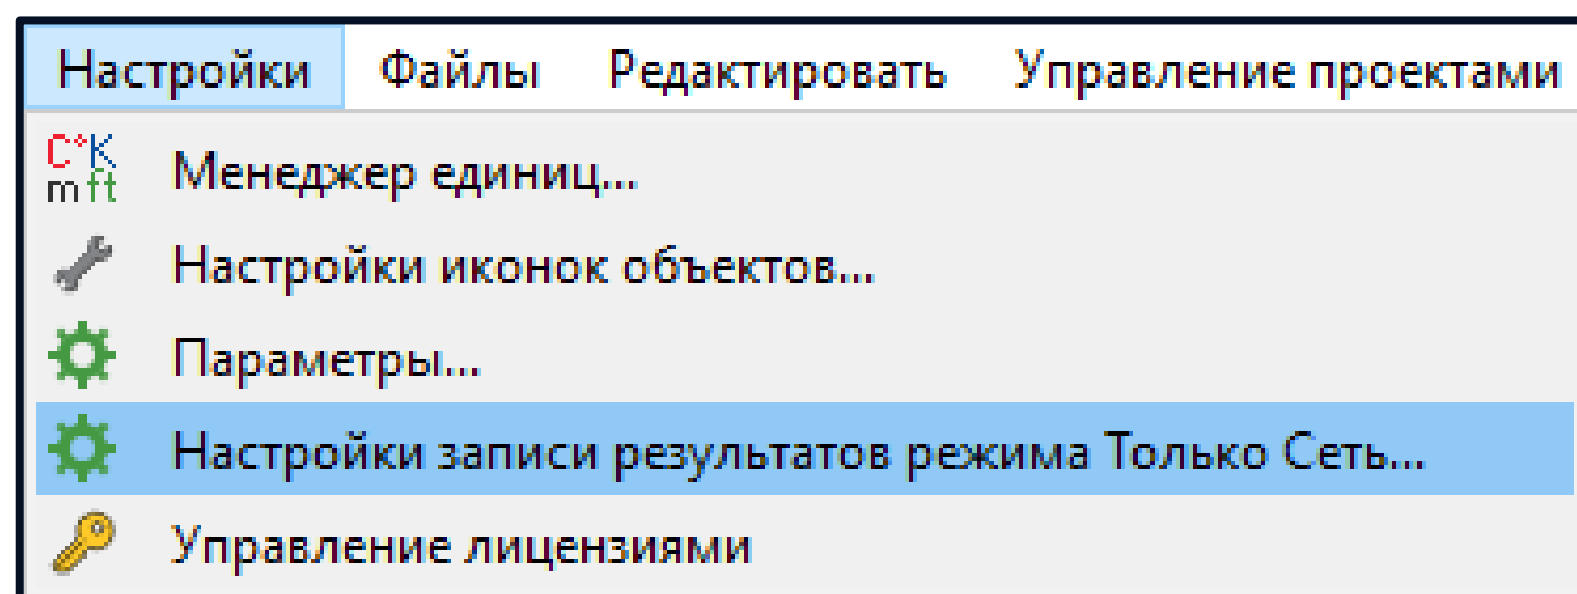 Настройки Файлы Редактировать Управление проектами
C°K
mft
Менеджер единиц...
Настройки иконок объектов...
Параметры...
Настройки записи результатов режима Только Сеть...
Управление лицензиями